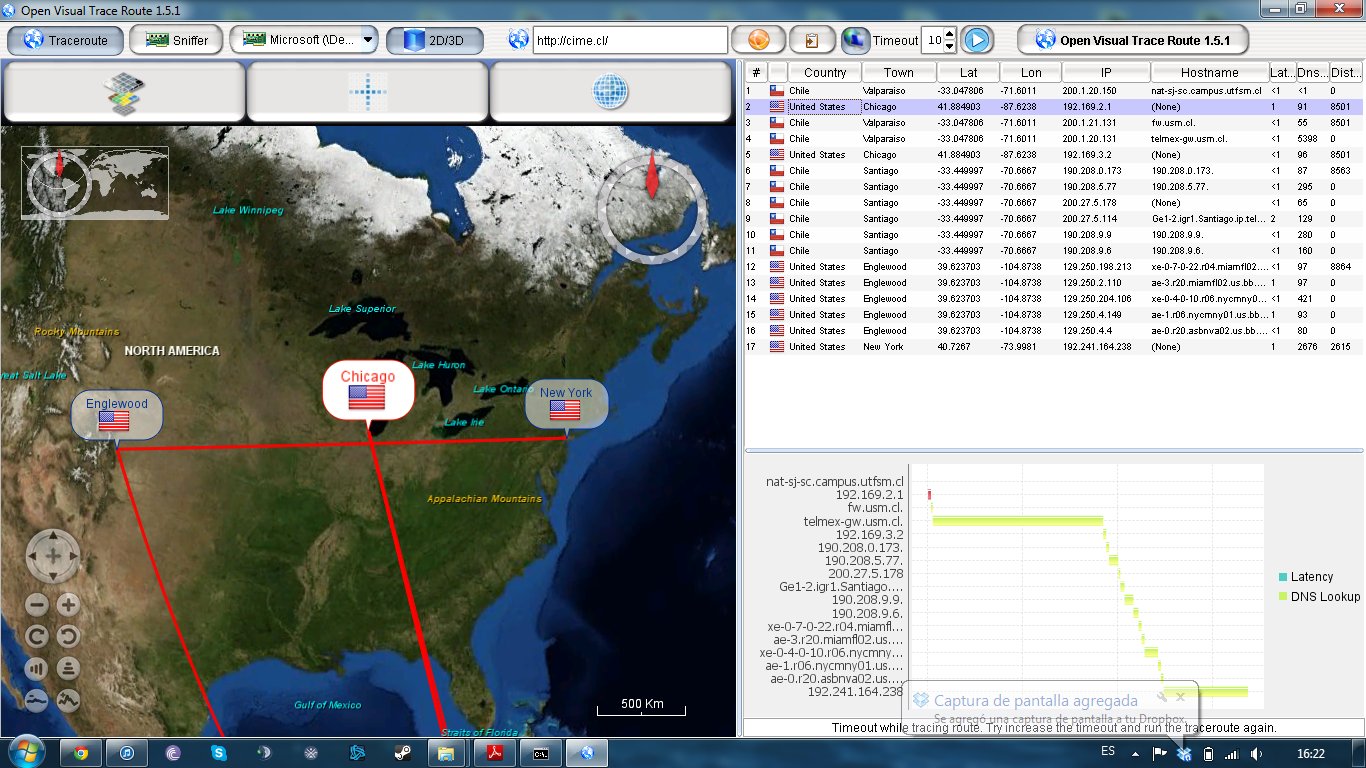 Open Visual Trace Route 1.5.1
Traceroute Sniffer Microsoft (\De... 2D/3D http://cime.cl/ Timeout 10 Open Visual Trace Route 1.5.1
# Country Town Lat Lon IP Hostname Lat... D... Dist...
1 Chile Valparaiso -33.047806 -71.6011 200.1.20.150 nat-sj-sc.campus.utfsm.cl <1 0
2 United States Chicago 41.884903 -87.6238 192.169.2.1 (None) 1 91 8501
3 Chile Valparaiso -33.047806 -71.6011 200.1.21.131 fw.usm.cl. <1 55 8501
4 Chile Valparaiso -33.047806 -71.6011 200.1.20.131 telmex-gw.usm.cl. <1 5398 0
5 United States Chicago 41.884903 -87.6238 192.169.3.2 (None) <1 96 8501
6 Chile Santiago -33.449997 -70.6667 190.208.0.173 190.208.0.173. <1 87 8563
7 Chile Santiago -33.449997 -70.6667 190.208.5.77 190.208.5.77. <1 295 0
8 Chile Santiago -33.449997 -70.6667 200.27.5.178 (None) <1 65 0
9 Chile Santiago -33.449997 -70.6667 200.27.5.114 Ge1-2.igr1.Santiago.ip.tel... 2 129 0
10 Chile Santiago -33.449997 -70.6667 190.208.9.9 190.208.9.9. <1 280 0
11 Chile Santiago -33.449997 -70.6667 190.208.9.6 190.208.9.6. <1 160 0
12 United States Englewood 39.623703 -104.8738 129.250.198.213 xe-0-7-0-22.r04.miamfl02.... <1 97 8864
13 United States Englewood 39.623703 -104.8738 129.250.2.110 ae-3.r20.miamfl02.us.bb.... 1 97 0
14 United States Englewood 39.623703 -104.8738 129.250.204.106 xe-0-4-0-10.r06.nycmny0... <1 421 0
15 United States Englewood 39.623703 -104.8738 129.250.4.149 ae-1.r06.nycmny01.us.bb.... 1 93 0
16 United States Englewood 39.623703 -104.8738 129.250.4.4 ae-0.r20.asbnva02.us.bb.... <1 80 0
17 United States New York 40.7267 -73.9981 192.241.164.238 (None) 1 2676 2615
Lake Winnipeg
Lake Superior
Rocky Mountains
NORTH AMERICA
Lake Huron
reat Salt Lake
Chicago
Lake Ontario
New York
Englewood
Lake Irie
Appalachian Mountains
500 Km
Gulf of Mexico
Straits of Florida
nat-sj-sc.campus.utfsm.cl
192.169.2.1
fw.usm.cl.
telmex-gw.usm.cl.
192.169.3.2
190.208.0.173.
190.208.5.77.
200.27.5.178
Ge1-2.igr1.Santiago....
190.208.9.9.
190.208.9.6.
xe-0-7-0-22.r04.miamfl...
ae-3.r20.miamfl02.us....
xe-0-4-0-10.r06.nycmny...
ae-1.r06.nycmny01.us....
ae-0.r20.asbnva02.us....
192.241.164.238
Latency
DNS Lookup
Captura de pantalla agregada
Se agregó una captura de pantalla a tu Dropbox.
Timeout while tracing route. Try increase the timeout and run the traceroute again.
ES 16:22